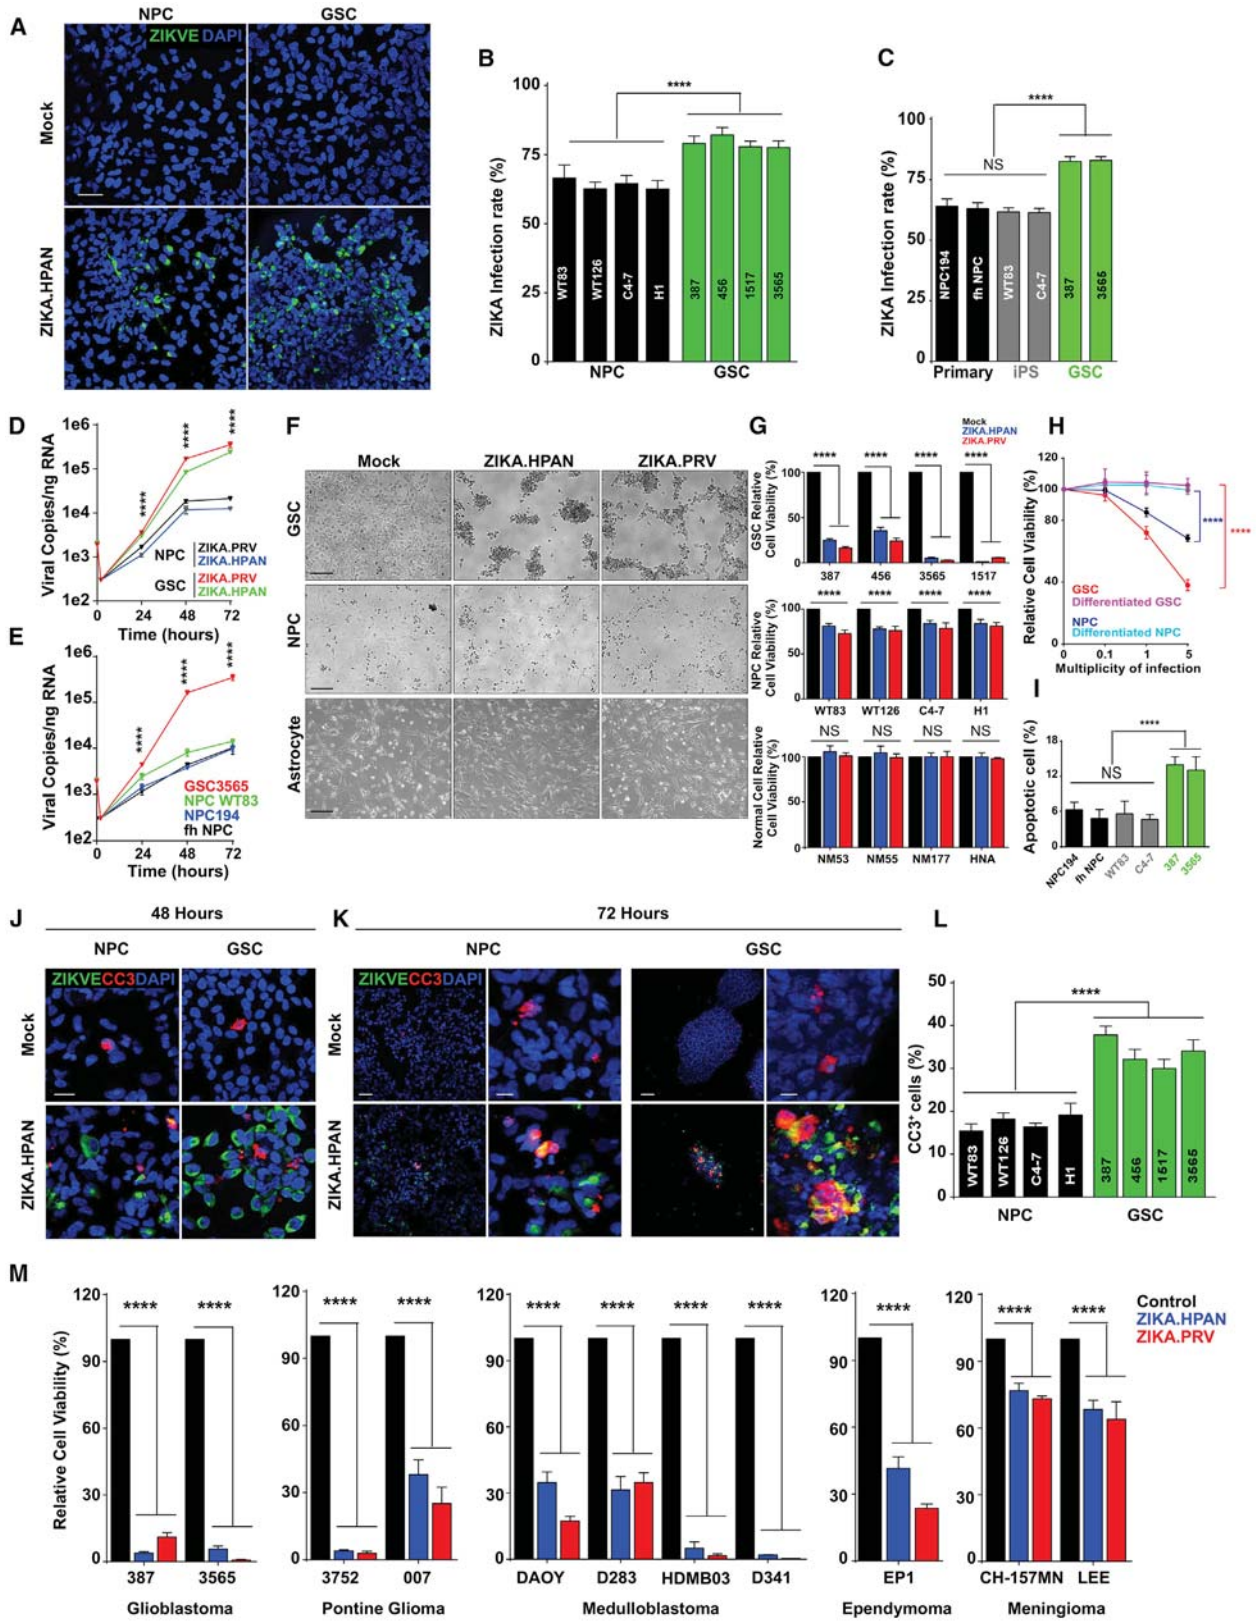 A
NPC
GSC
ZIKVE DAPI
Mock
ZIKA.HPAN
B
ZIKA Infection rate (%)
100
75
50
25
0
****
WT83
WT126
C4-7
H1
387
456
1517
3565
NPC
GSC
C
ZIKA Infection rate (%)
100
75
50
25
0
****
NS
NPC194
fh NPC
WT83
C4-7
387
3565
Primary
iPS
GSC
D
Viral Copies/ng RNA
1e6
1e5
1e4
1e3
1e2
****
****
****
NPC
ZIKA.PRV
ZIKA.HPAN
GSC
ZIKA.PRV
ZIKA.HPAN
0 24 48 72
Time (hours)
E
Viral Copies/ng RNA
1e6
1e5
1e4
1e3
1e2
****
****
****
GSC3565
NPC WT83
NPC194
fh NPC
0 24 48 72
Time (hours)
F
Mock
ZIKA.HPAN
ZIKA.PRV
GSC
NPC
Astrocyte
G
Mock
ZIKA.HPAN
ZIKA.PRV
GSC Relative
Cell Viability (%)
100
50
0
**** **** **** ****
387 456 3565 1517
NPC Relative
Cell Viability (%)
100
50
0
**** **** **** ****
WT83 WT126 C4-7 H1
Normal Cell Relative
Cell Viability (%)
100
50
0
NS NS NS NS
NM53 NM55 NM177 HNA
H
Relative Cell Viability (%)
120
100
80
40
0
****
****
GSC
Differentiated GSC
NPC
Differentiated NPC
0 0.1 1 5
Multiplicity of infection
I
Apoptotic cell (%)
18
12
6
0
****
NS
NPC194
fh NPC
WT83
C4-7
387
3565
J
48 Hours
NPC
GSC
ZIKVECC3DAPI
Mock
ZIKA.HPAN
K
72 Hours
NPC
GSC
ZIKVECC3DAPI
Mock
ZIKA.HPAN
L
CC3+ cells (%)
50
40
30
20
10
0
****
WT83
WT126
C4-7
H1
387
456
1517
3565
NPC
GSC
M
Relative Cell Viability (%)
120
90
60
30
0
**** ****
387 3565
Glioblastoma
120
90
60
30
0
**** ****
3752 007
Pontine Glioma
120
90
60
30
0
**** **** **** ****
DAOY D283 HDMB03 D341
Medulloblastoma
120
90
60
30
0
****
EP1
Ependymoma
120
90
60
30
0
**** ****
CH-157MN LEE
Meningioma
Control
ZIKA.HPAN
ZIKA.PRV